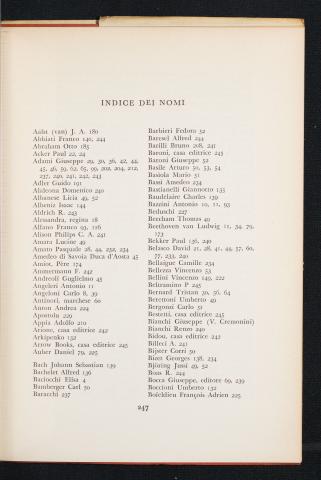 INDICE DEI NOMI
Aalst (van) J. A. 180
Abbiati Franco 140, 244
Abraham Otto 185
Acker Paul 22, 24
Adami Giuseppe 29, 30, 36, 42, 44,
45, 46, 59, 62, 65, 99, 202, 204, 212,
237, 240, 241, 242, 243
Adler Guido 191
Aldeona Domenico 240
Albanese Licia 49, 52
Albeniz Isaac 144
Aldrich R. 243
Alessandra, regina 18
Alfano Franco 93, 116
Alison Philips C. A. 241
Amara Lucine 49
Amato Pasquale 26, 44, 232, 234
Amedeo di Savoia Duca d'Aosta 45
Amiot, Père 174
Ammermann F. 242
Andreoli Guglielmo 45
Angeleri Antonio 11
Angeloni Carlo 8, 39
Antinori, marchese 60
Anton Andrea 224
Apostolu 229
Appia Adolfo 210
Arione, casa editrice 242
Arkipenko 132
Arrow Books, casa editrice 245
Auber Daniel 79, 225
Bach Johann Sebastian 139
Bachelet Alfred 136
Baciocchi Elisa 4
Bamberger Carl 50
Baracchi 237
Barbieri Fedora 52
Baresel Alfred 244
Barilli Bruno 208, 241
Barioni, casa editrice 245
Baroni Giuseppe 52
Basile Arturo 50, 53, 54
Basiola Mario 51
Bassi Amedeo 234
Bastianelli Giannotto 135
Baudelaire Charles 139
Bazzini Antonio 10, 11, 93
Beduschi 227
Beecham Thomas 49
Beethoven van Ludwig 11, 34, 79,
173
Bekker Paul 136, 240
Belasco David 21, 28, 41, 44, 57, 60,
77, 233, 240
Bellaigue Camille 234
Bellezza Vincenzo 53
Bellini Vincenzo 149, 222
Beltramino P 245
Bernard Tristan 30, 36, 64
Berettoni Umberto 49
Bergonzi Carlo 51
Bestetti, casa editrice 245
Bianchi Giuseppe (V. Cremonini)
Bianchi Renzo 240
Bidou, casa editrice 242
Billeci A. 241
Bijster Corri 50
Bizet Georges 138, 234
Björling Jussi 49, 52
Boas R. 244
Bocca Giuseppe, editore 69, 239
Boccioni Umberto 132
Boïeldieu François Adrien 225
247